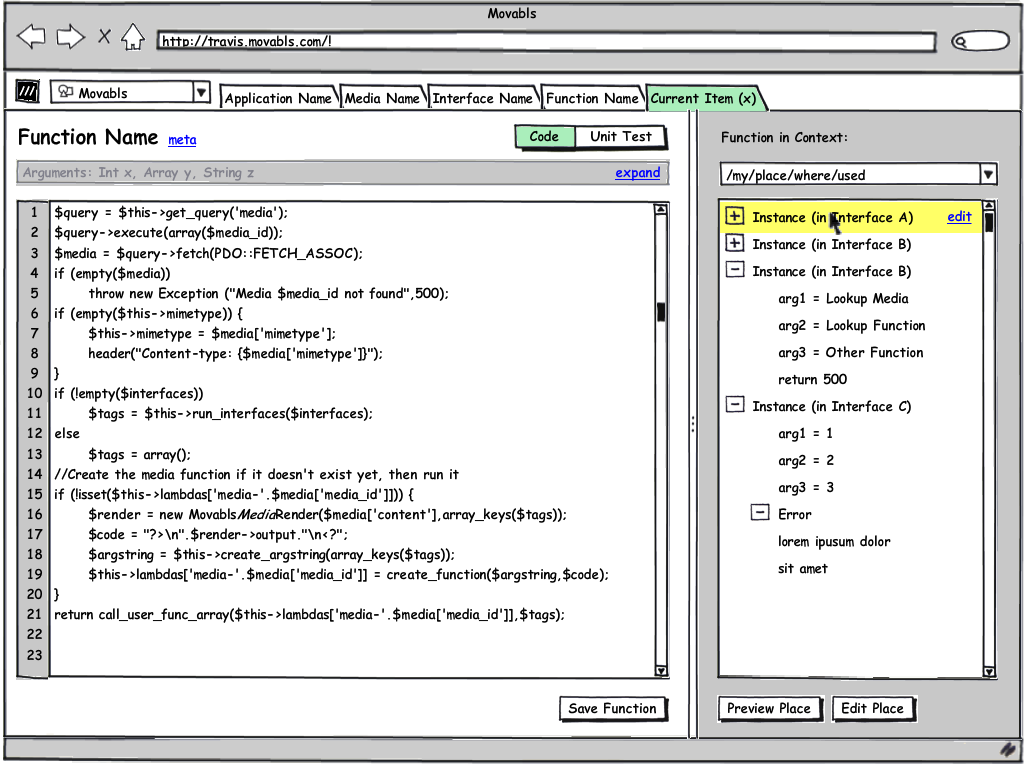 Movabls
http://travis.movabls.com/!
Movabls
Application Name
Media Name
Interface Name
Function Name
Current Item (x)
Function Name meta
Code Unit Test
Arguments: Int x, Array y, String z expand
1 $query = $this->get_query('media');
2 $query->execute(array($media_id));
3 $media = $query->fetch(PDO::FETCH_ASSOC);
4 if (empty($media))
5 throw new Exception ("Media $media_id not found",500);
6 if (empty($this->mimetype)) {
7 $this->mimetype = $media['mimetype'];
8 header("Content-type: {$media['mimetype']}");
9 }
10 if (!empty($interfaces))
11 $tags = $this->run_interfaces($interfaces);
12 else
13 $tags = array();
14 //Create the media function if it doesn't exist yet, then run it
15 if (!isset($this->lambdas['media-'.$media['media_id']])) {
16 $render = new MovablsMediaRender($media['content'],array_keys($tags));
17 $code = "?>\n".$render->output."\n<?";
18 $argstring = $this->create_argstring(array_keys($tags));
19 $this->lambdas['media-'.$media['media_id']] = create_function($argstring,$code);
20 }
21 return call_user_func_array($this->lambdas['media-'.$media['media_id']],$tags);
22
23
Save Function
Function in Context:
/my/place/where/used
Instance (in Interface A) edit
Instance (in Interface B)
Instance (in Interface B)
arg1 = Lookup Media
arg2 = Lookup Function
arg3 = Other Function
return 500
Instance (in Interface C)
arg1 = 1
arg2 = 2
arg3 = 3
Error
lorem ipusum dolor
sit amet
Preview Place
Edit Place